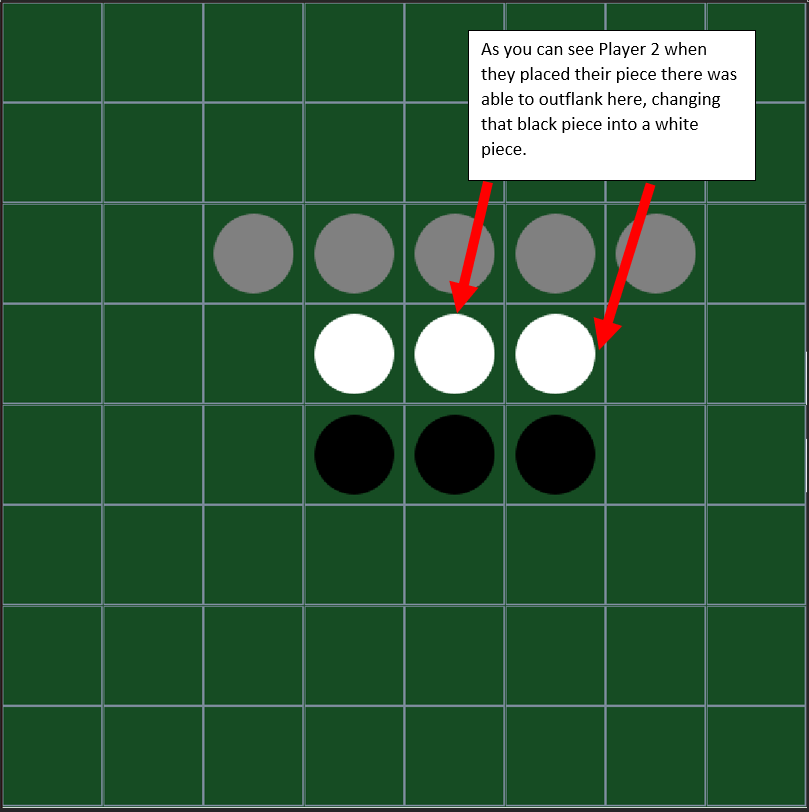 As you can see Player 2 when
they placed their piece there was
able to outflank here, changing
that black piece into a white
piece.